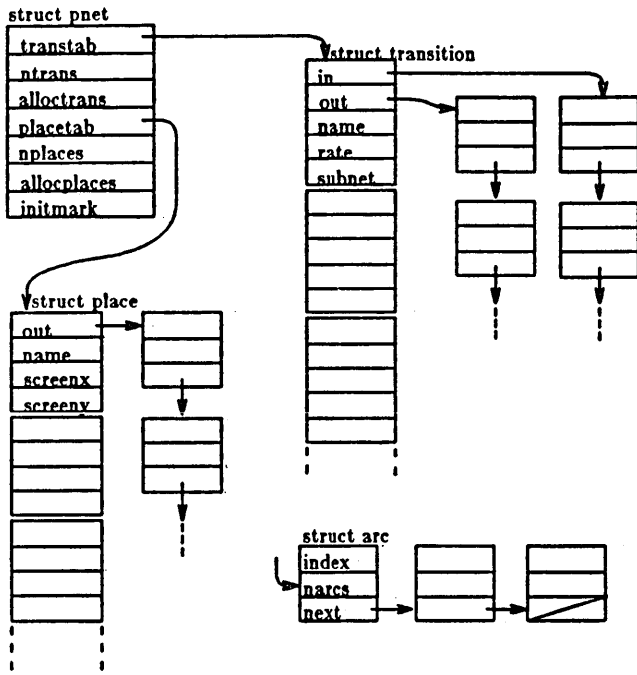 struct pnet
transtab
ntrans
alloctrans
placetab
nplaces
allocplaces
initmark
struct transition
in
out
name
rate
subnet
struct place
out
name
screenx
screeny
struct arc
index
narcs
next